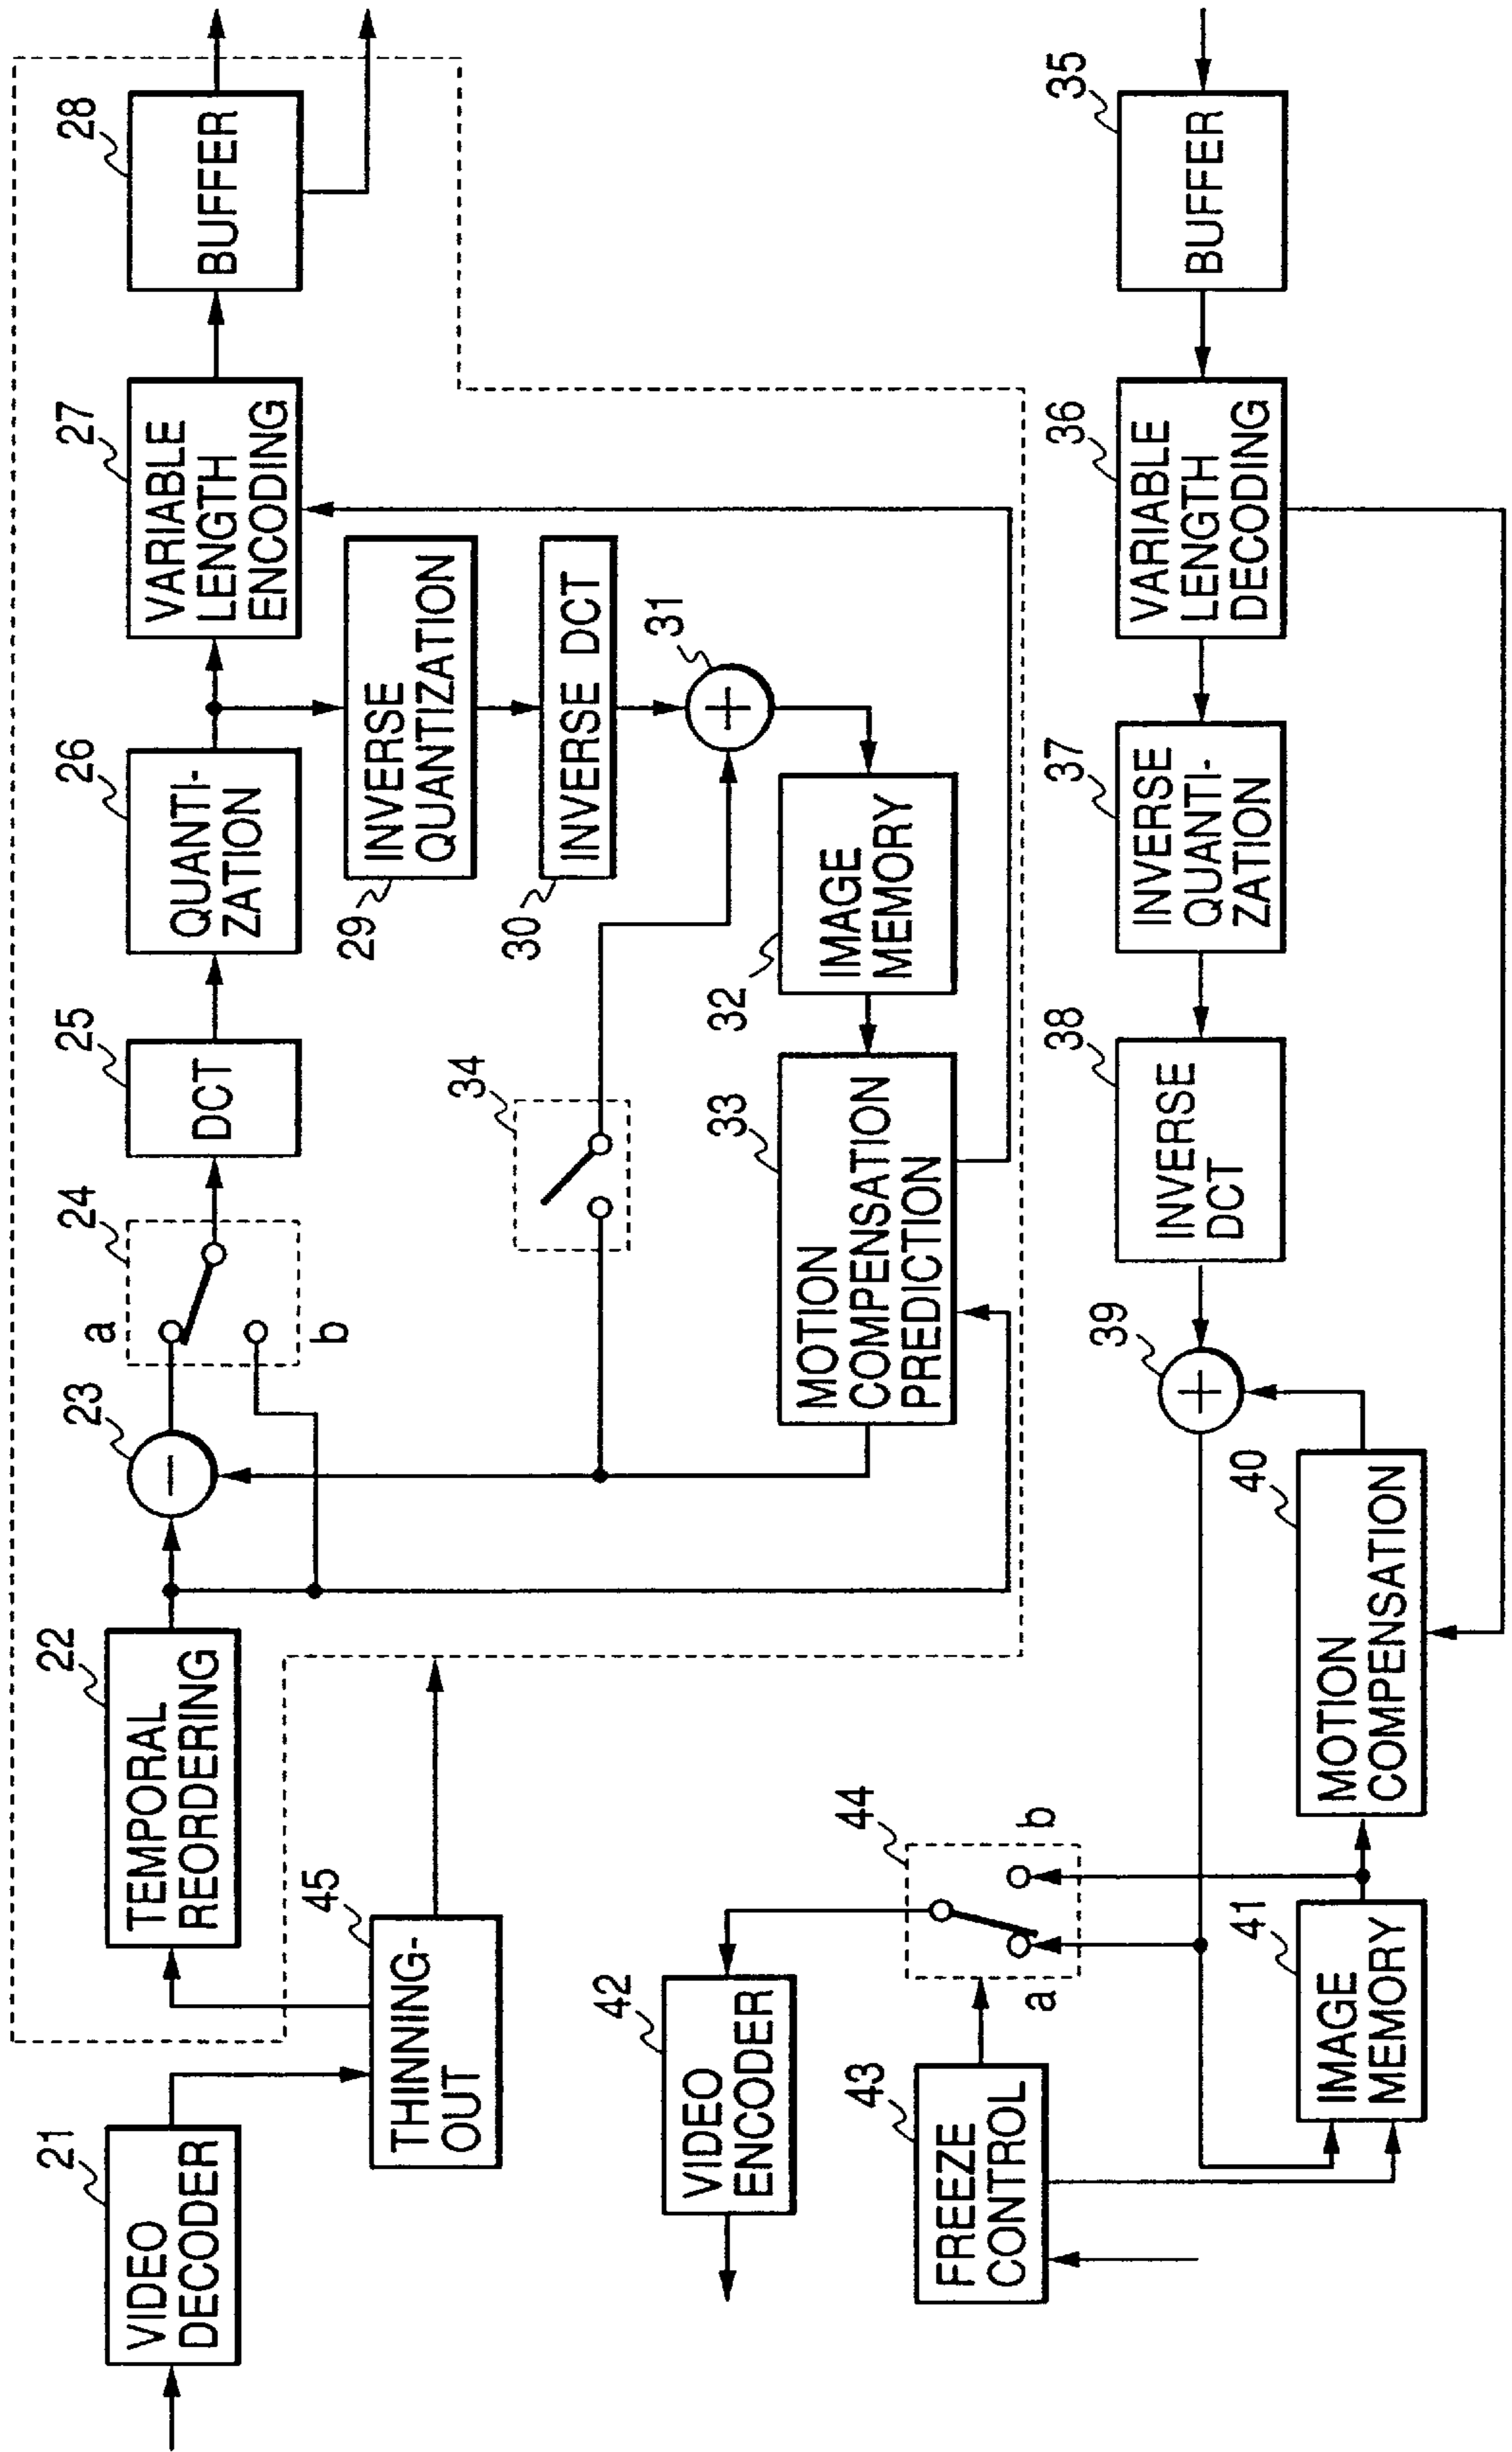 21
VIDEO
DECODER
45
THINNING-
OUT
22
TEMPORAL
REORDERING
23
24
a
b
25
DCT
26
QUANTI-
ZATION
27
VARIABLE
LENGTH
ENCODING
28
BUFFER
29
INVERSE
QUANTIZATION
30
INVERSE DCT
31
32
IMAGE
MEMORY
33
MOTION
COMPENSATION
PREDICTION
34
35
BUFFER
36
VARIABLE
LENGTH
DECODING
37
INVERSE
QUANTI-
ZATION
38
INVERSE
DCT
39
40
MOTION
COMPENSATION
41
IMAGE
MEMORY
42
VIDEO
ENCODER
43
FREEZE
CONTROL
44
a
b